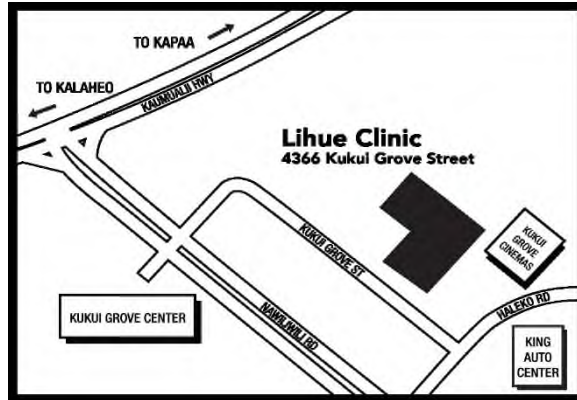 TO KAPAA
TO KALAHEO
KAUMUALII HWY
Lihue Clinic
4366 Kukui Grove Street
KUKUI
GROVE
CINEMAS
KUKUI GROVE ST
HALEKO RD
KUKUI GROVE CENTER
NAWILIWILI RD
KING
AUTO
CENTER